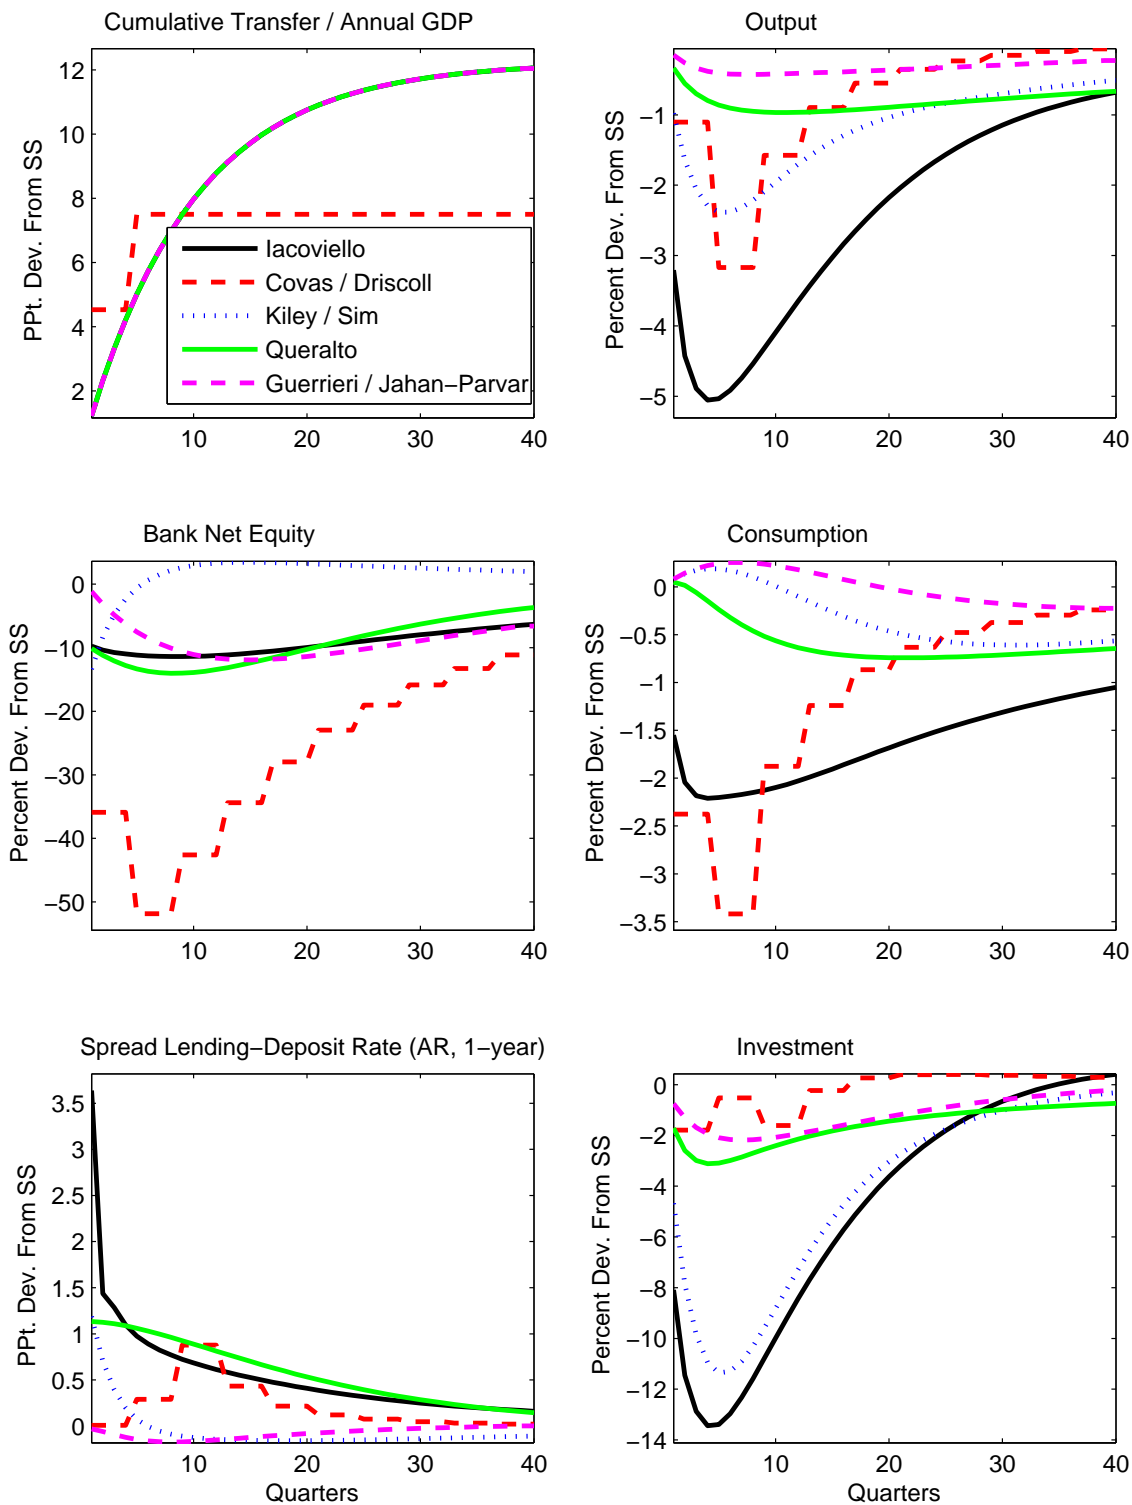 Cumulative Transfer / Annual GDP
PPt. Dev. From SS
12
10
8
6
4
2
10 20 30 40
Iacoviello
Covas / Driscoll
Kiley / Sim
Queralto
Guerrieri / Jahan−Parvar
Output
Percent Dev. From SS
−1
−2
−3
−4
−5
10 20 30 40
Bank Net Equity
Percent Dev. From SS
0
−10
−20
−30
−40
−50
10 20 30 40
Consumption
Percent Dev. From SS
0
−0.5
−1
−1.5
−2
−2.5
−3
−3.5
10 20 30 40
Spread Lending−Deposit Rate (AR, 1−year)
PPt. Dev. From SS
3.5
3
2.5
2
1.5
1
0.5
0
10 20 30 40
Quarters
Investment
Percent Dev. From SS
0
−2
−4
−6
−8
−10
−12
−14
10 20 30 40
Quarters